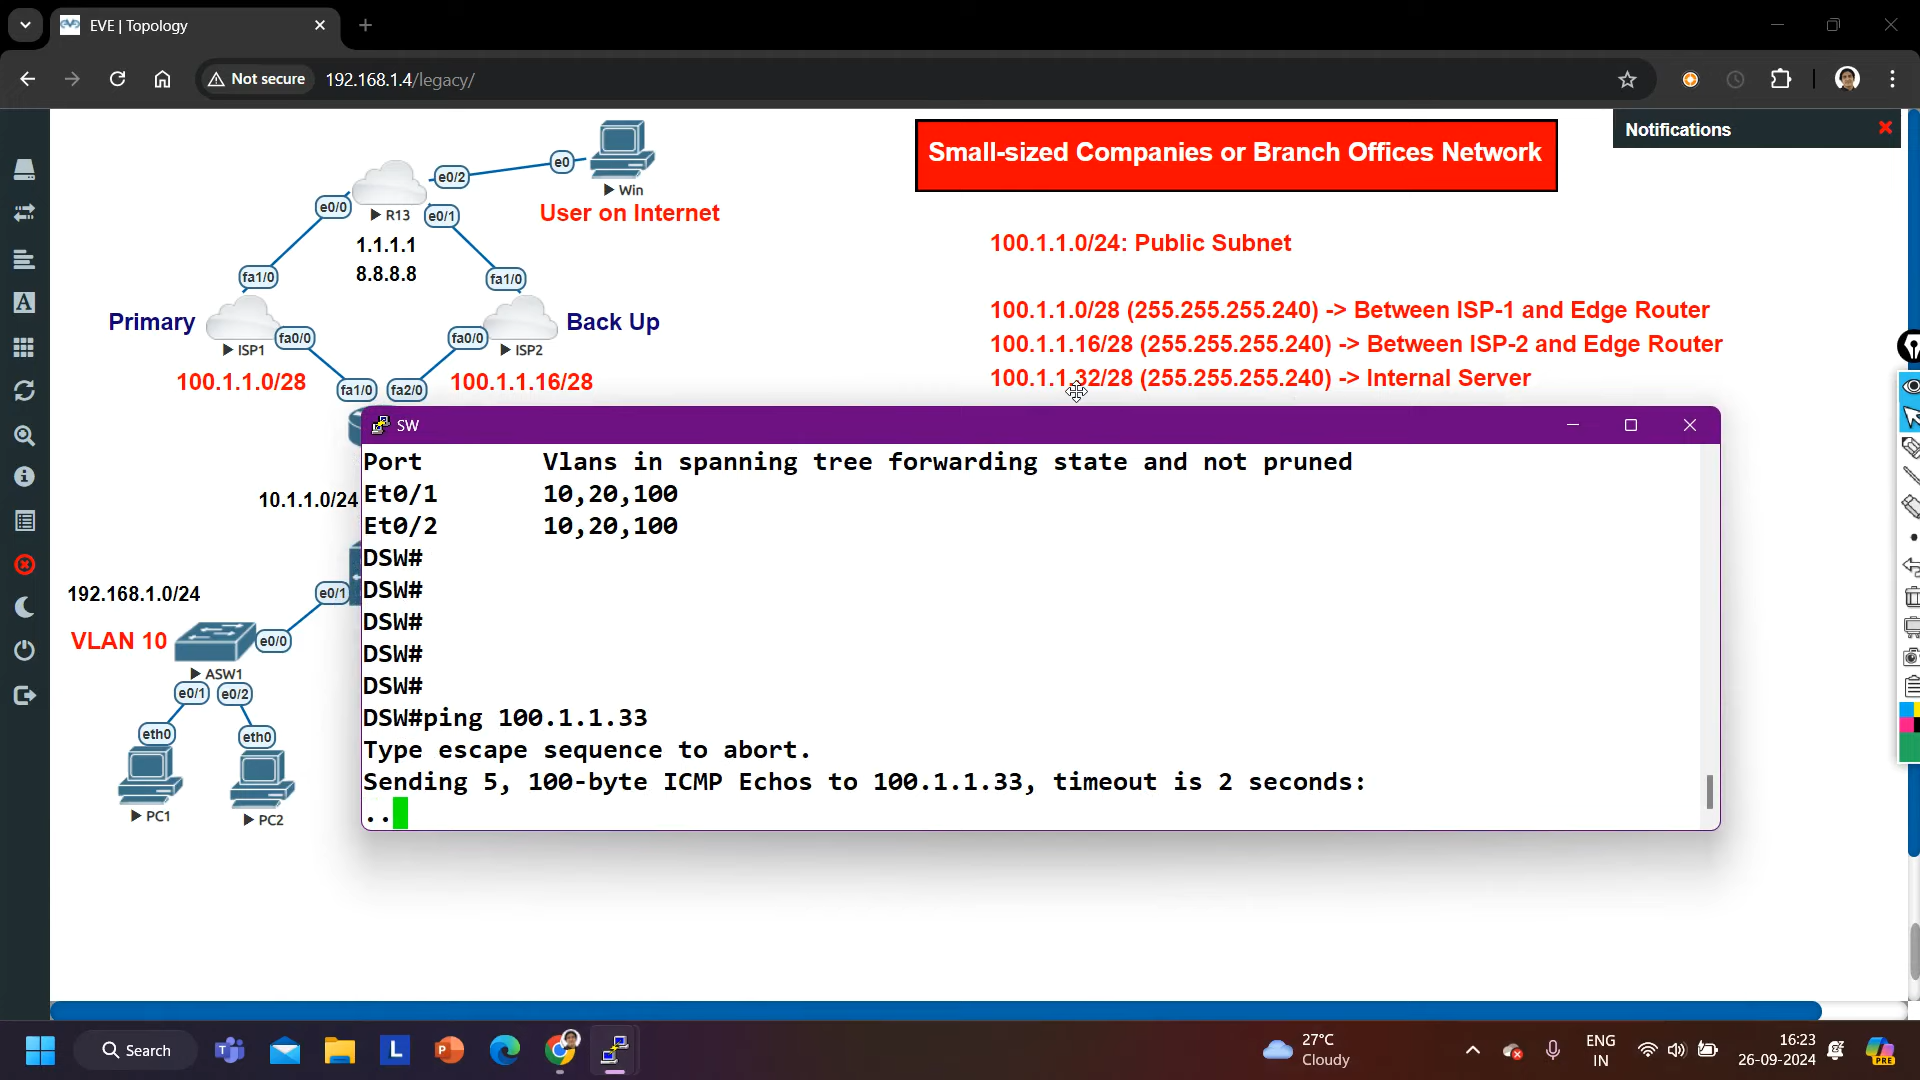 EVE | Topology
Not secure
192.168.1.4/legacy/
Notifications
Small-sized Companies or Branch Offices Network
100.1.1.0/24: Public Subnet
100.1.1.0/28 (255.255.255.240) -> Between ISP-1 and Edge Router
100.1.1.16/28 (255.255.255.240) -> Between ISP-2 and Edge Router
100.1.1.32/28 (255.255.255.240) -> Internal Server
e0/2
e0
Win
User on Internet
e0/0
R13
e0/1
1.1.1.1
8.8.8.8
fa1/0
fa1/0
Primary
Back Up
fa0/0
fa0/0
ISP1
ISP2
100.1.1.0/28
100.1.1.16/28
fa1/0
fa2/0
10.1.1.0/24
192.168.1.0/24
e0/1
VLAN 10
e0/0
ASW1
e0/1
e0/2
eth0
eth0
PC1
PC2
SW
Port Vlans in spanning tree forwarding state and not pruned
Et0/1 10,20,100
Et0/2 10,20,100
DSW#
DSW#
DSW#
DSW#
DSW#
DSW#ping 100.1.1.33
Type escape sequence to abort.
Sending 5, 100-byte ICMP Echos to 100.1.1.33, timeout is 2 seconds:
..
Search
27°C
Cloudy
ENG
IN
16:23
26-09-2024
PRE